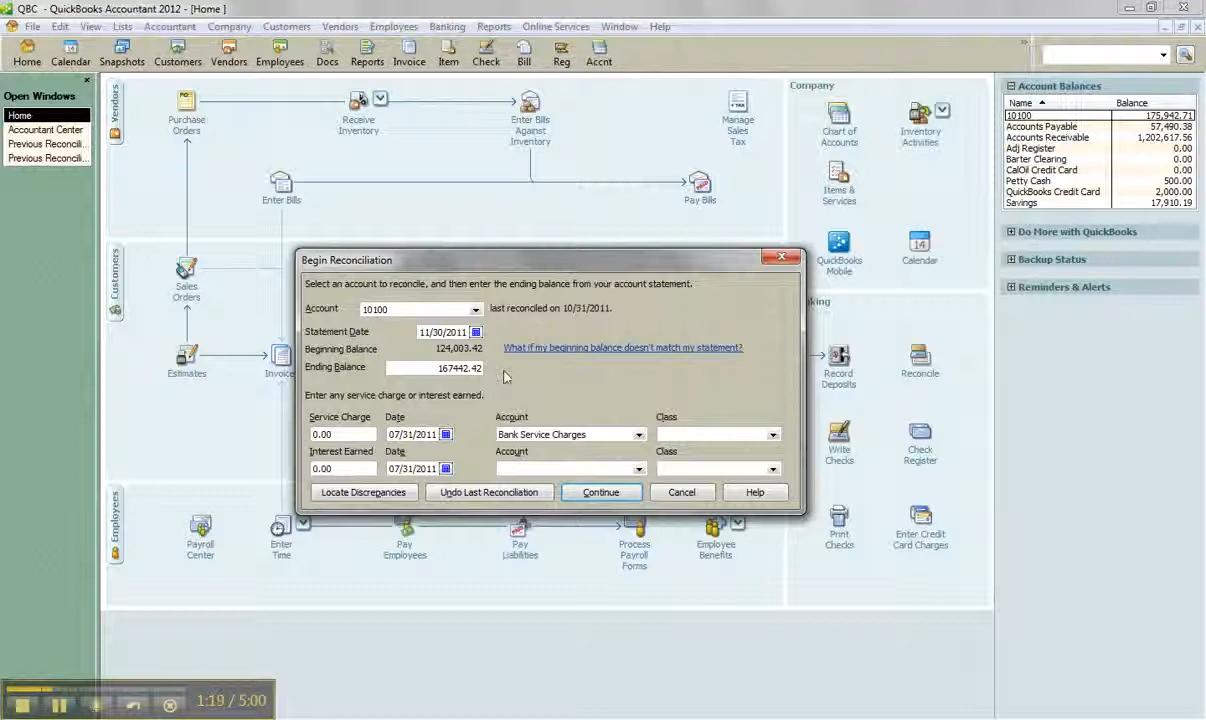 QBC - QuickBooks Accountant 2012 - [Home ]
File Edit View Lists Accountant Company Customers Vendors Employees Banking Reports Online Services Window Help
Home Calendar Snapshots Customers Vendors Employees Docs Reports Invoice Item Check Bill Reg Accnt
Open Windows
Home
Accountant Center
Previous Reconcili...
Previous Reconcili...
Vendors
Purchase
Orders
Receive
Inventory
Enter Bills
Against
Inventory
Manage
Sales
Tax
Enter Bills
Pay Bills
Customers
Sales
Orders
Estimates
Invoice
Employees
Payroll
Center
Enter
Time
Pay
Employees
Pay
Liabilities
Process
Payroll
Forms
Employee
Benefits
Company
Chart of
Accounts
Inventory
Activities
Items &
Services
QuickBooks
Mobile
14
Calendar
king
Record
Deposits
Reconcile
Write
Checks
Check
Register
Print
Checks
Enter Credit
Card Charges
Account Balances
Name Balance
10100 175,942.71
Accounts Payable 57,490.38
Accounts Receivable 1,202,617.56
Adj Register 0.00
Barter Clearing 0.00
CalOil Credit Card 0.00
Petty Cash 500.00
QuickBooks Credit Card 2,000.00
Savings 17,910.19
Do More with QuickBooks
Backup Status
Reminders & Alerts
Begin Reconciliation
Select an account to reconcile, and then enter the ending balance from your account statement.
Account 10100 last reconciled on 10/31/2011.
Statement Date 11/30/2011
Beginning Balance 124,003.42 What if my beginning balance doesn't match my statement?
Ending Balance 167442.42
Enter any service charge or interest earned.
Service Charge Date Account Class
0.00 07/31/2011 Bank Service Charges
Interest Earned Date Account Class
0.00 07/31/2011
Locate Discrepancies Undo Last Reconciliation Continue Cancel Help
1:19 / 5:00